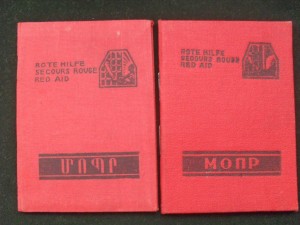 ROTE HILFE
SECOURS ROUGE
RED AID
ՄՈՊՐ
ROTE HILFE
SECOURS ROUGE
RED AID
МОПР